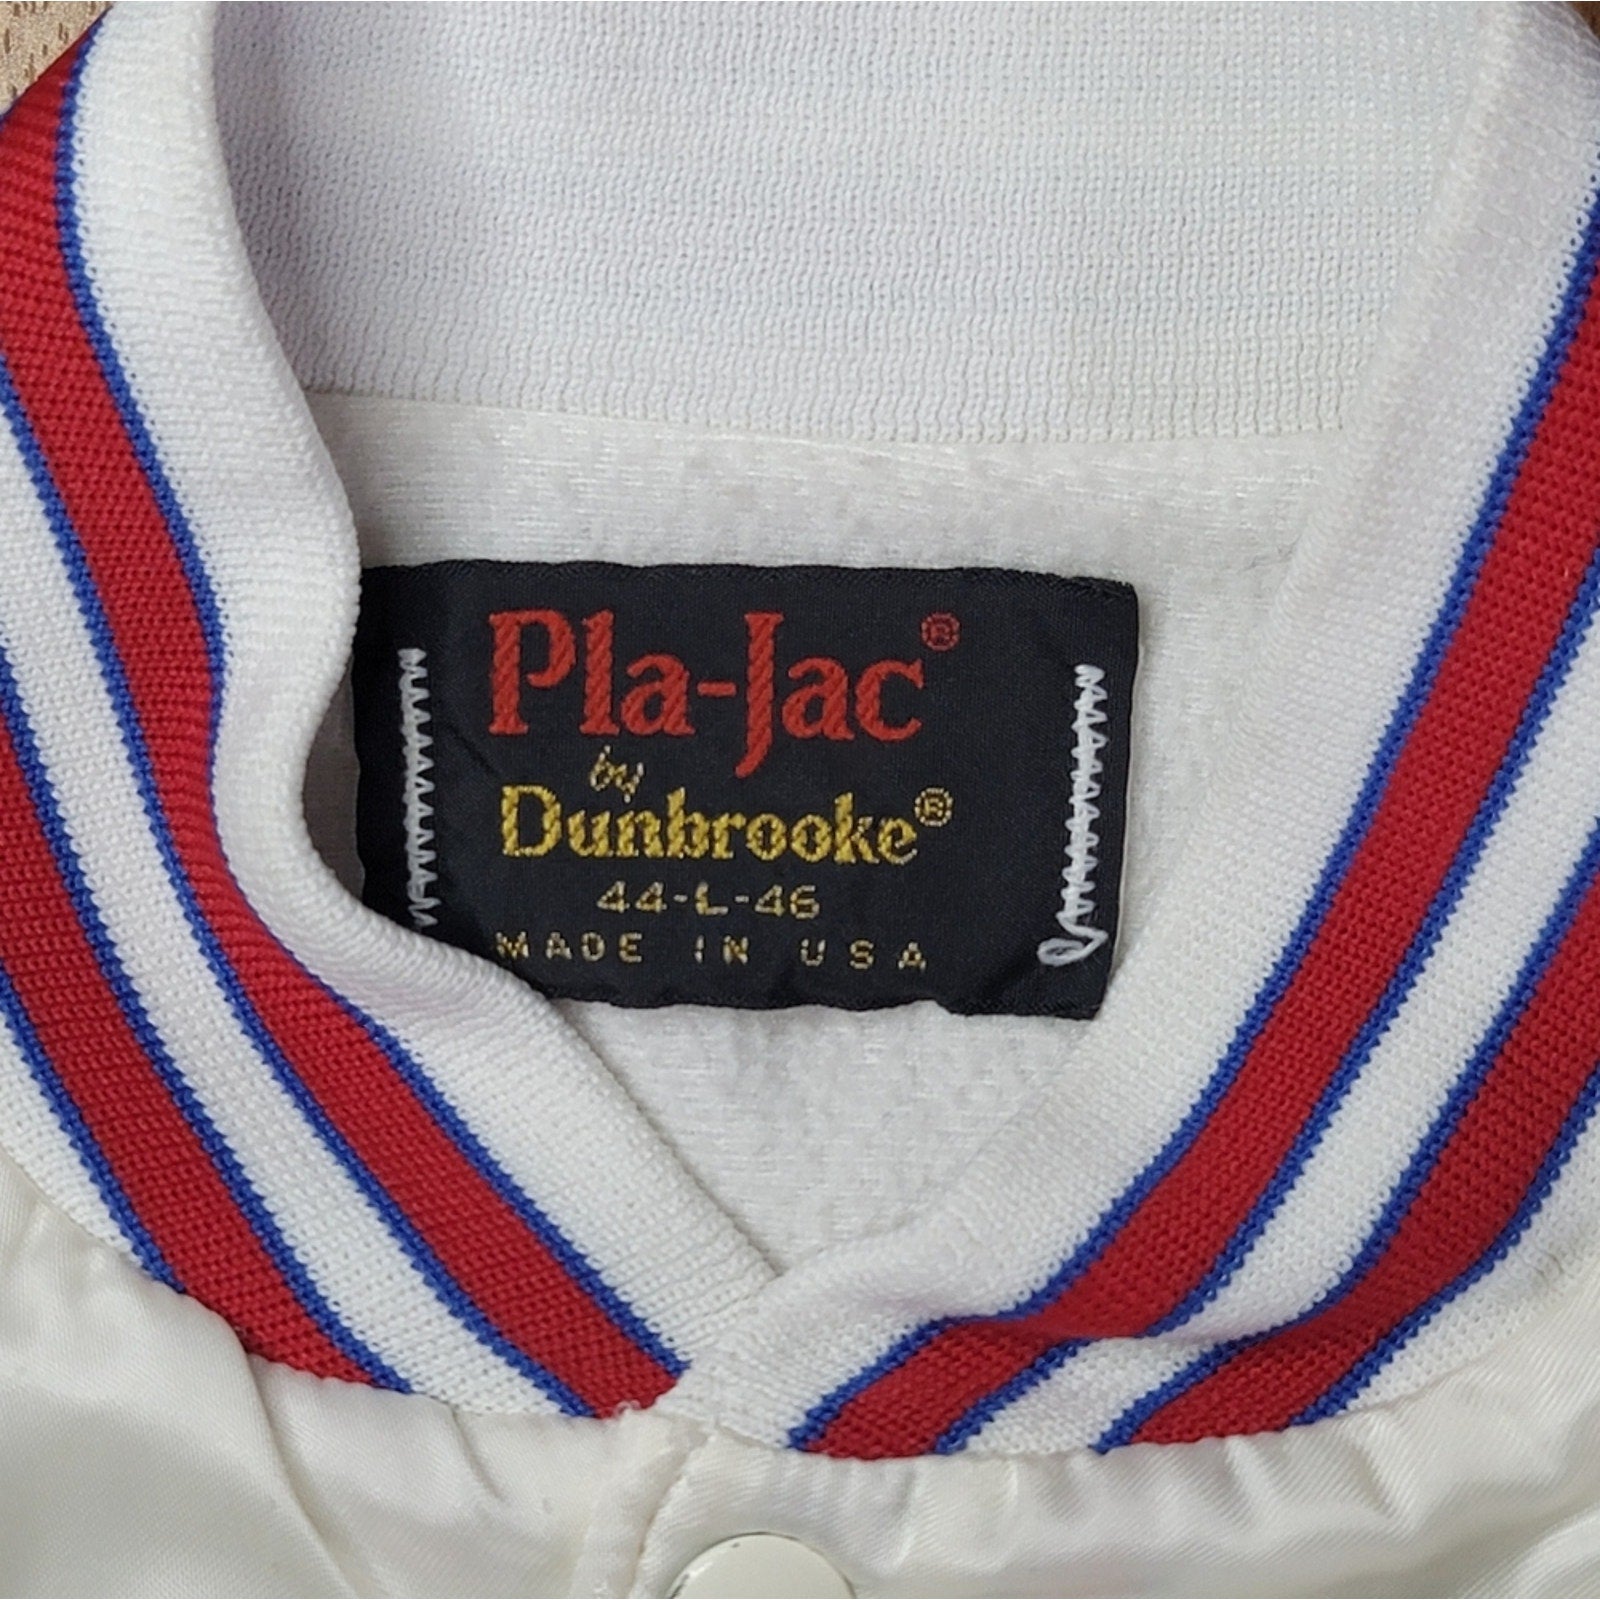 Pla-Jac®
by
Dunbrooke®
44-L-46
MADE IN USA